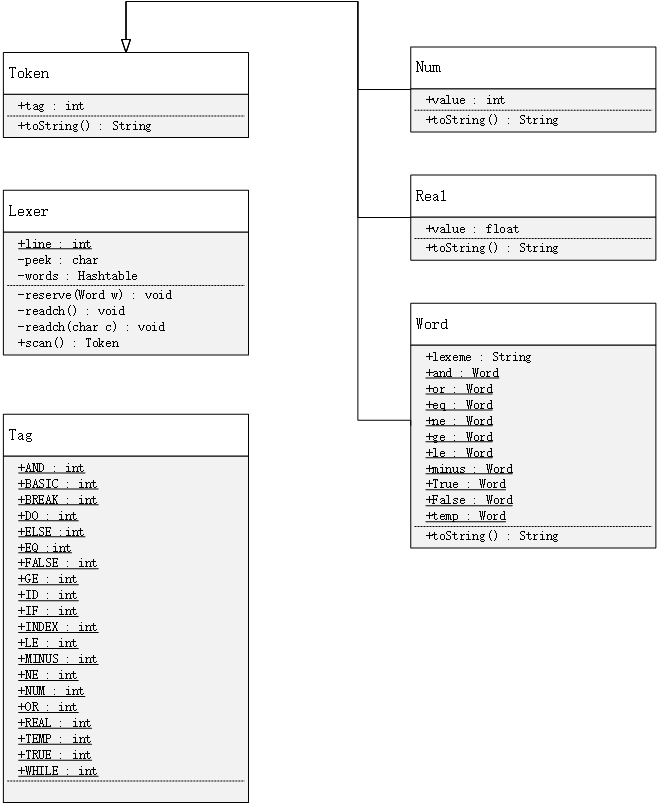 Token
+tag : int
+toString() : String
Lexer
+line : int
-peek : char
-words : Hashtable
-reserve(Word w) : void
-readch() : void
-readch(char c) : void
+scan() : Token
Tag
+AND : int
+BASIC : int
+BREAK : int
+DO : int
+ELSE : int
+EQ :int
+FALSE : int
+GE : int
+ID : int
+IF : int
+INDEX : int
+LE : int
+MINUS : int
+NE : int
+NUM : int
+OR : int
+REAL : int
+TEMP : int
+TRUE : int
+WHILE : int
Num
+value : int
+toString() : String
Real
+value : float
+toString() : String
Word
+lexeme : String
+and : Word
+or : Word
+eq : Word
+ne : Word
+ge : Word
+le : Word
+minus : Word
+True : Word
+False : Word
+temp : Word
+toString() : String